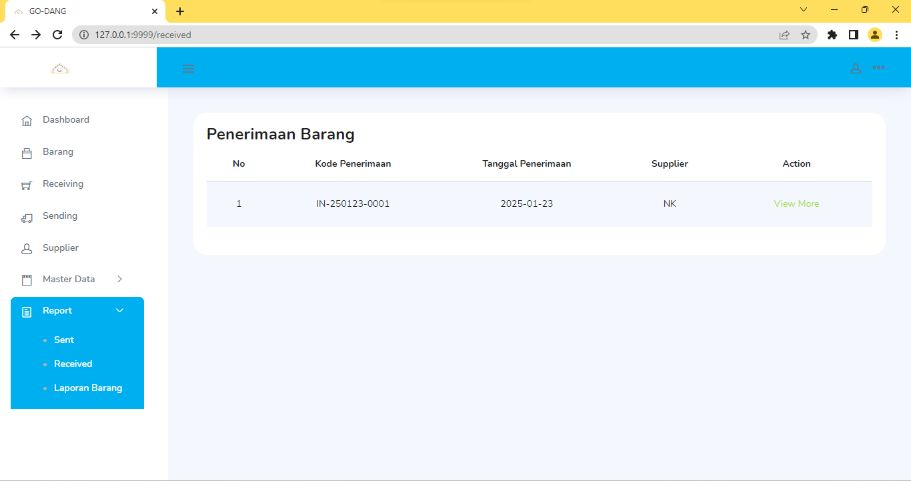 GO-DANG
127.0.0.1:9999/received
Dashboard
Barang
Receiving
Sending
Supplier
Master Data
Report
Sent
Received
Laporan Barang
Penerimaan Barang
No Kode Penerimaan Tanggal Penerimaan Supplier Action
1 IN-250123-0001 2025-01-23 NK View More